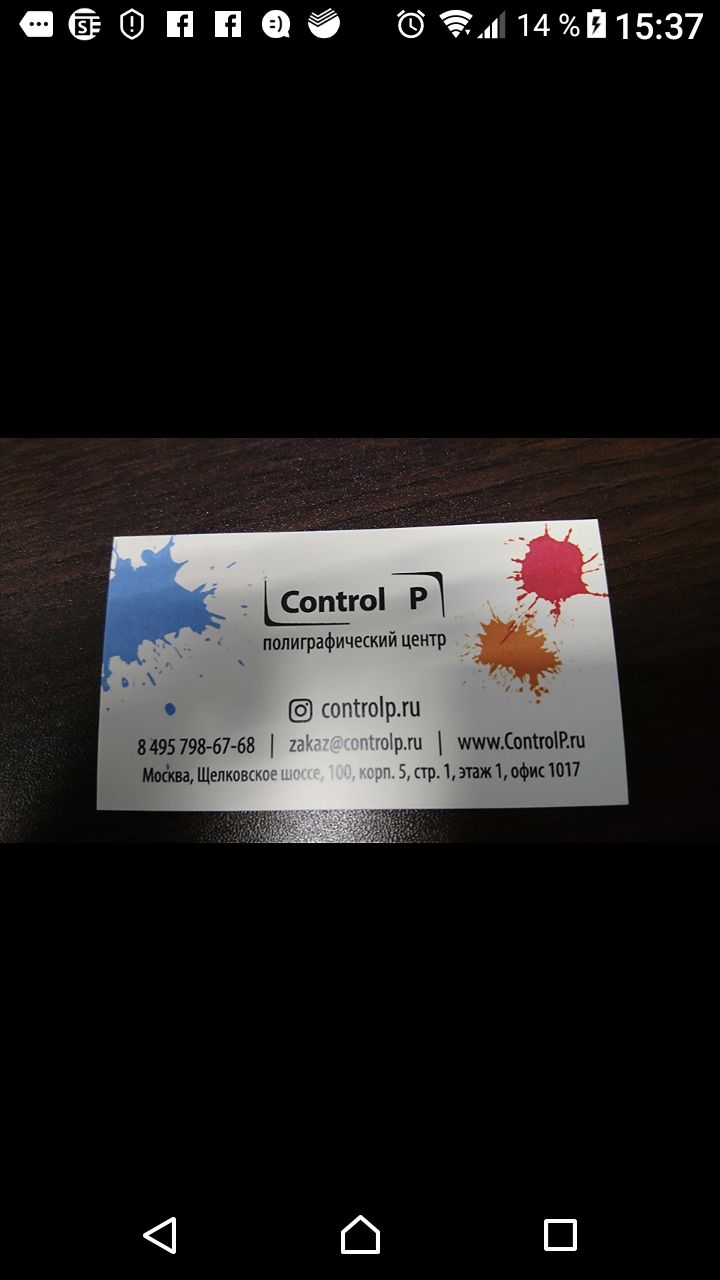 14 % 15:37
Control P
полиграфический центр
controlp.ru
8 495 798-67-68 | zakaz@controlp.ru | www.ControlP.ru
Москва, Щелковское шоссе, 100, корп. 5, стр. 1, этаж 1, офис 1017